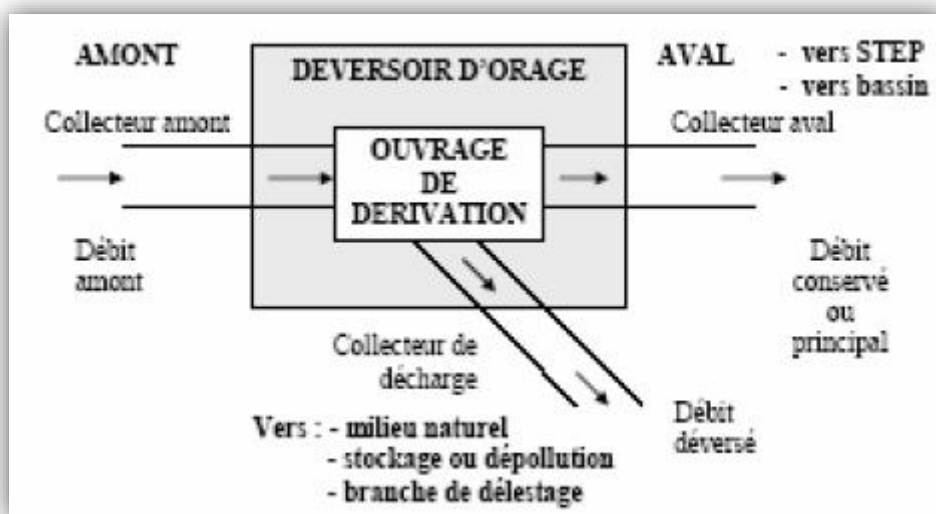 AMONT
DEVERSOIR D'ORAGE
AVAL
- vers STEP
- vers bassin
Collecteur amont
Collecteur aval
OUVRAGE
DE
DERIVATION
Débit
amont
Débit
conservé
ou
principal
Collecteur de
décharge
Débit
déversé
Vers : - milieu naturel
- stockage ou dépollution
- branche de délestage